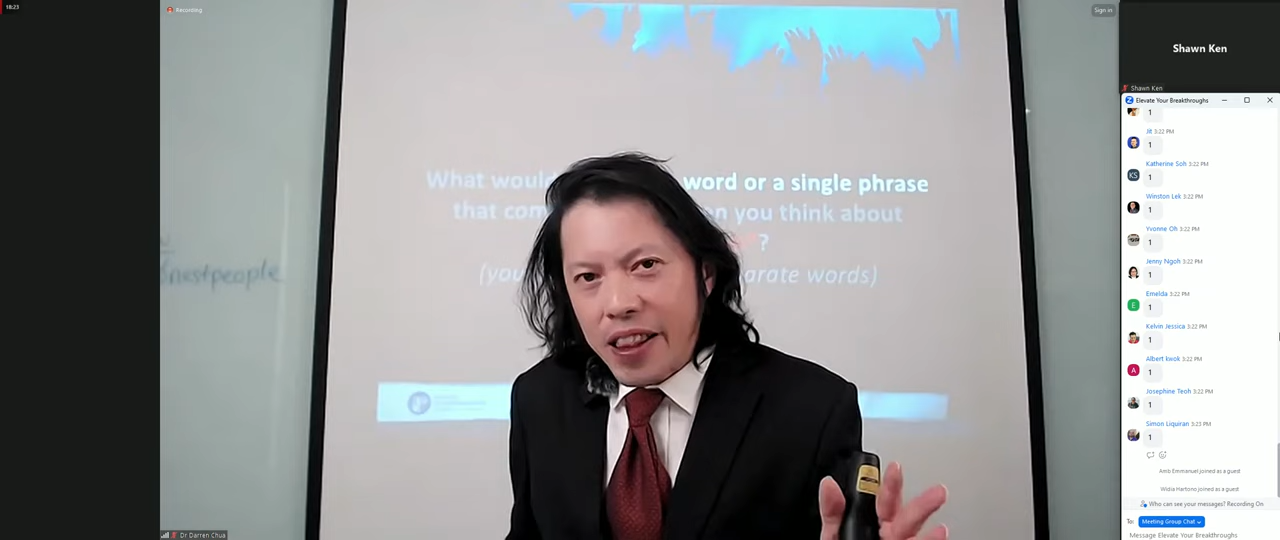 18:23
Recording
Sign in
Shawn Ken
Shawn Ken
Elevate Your Breakthroughs
1
Jit 3:22 PM
1
Katherine Soh 3:22 PM
KS
1
Winston Lek 3:22 PM
1
Yvonne Oh 3:22 PM
1
Jenny Ngoh 3:22 PM
1
Emelda 3:22 PM
E
1
Kelvin Jessica 3:22 PM
1
Albert kwok 3:22 PM
A
1
Josephine Teoh 3:22 PM
1
Simon Liquiran 3:23 PM
1
Amb Emmanuel joined as a guest
Widia Hartono joined as a guest
Who can see your messages? Recording On
To: Meeting Group Chat
Message Elevate Your Breakthroughs
What would word or a single phrase
that you think about
?
words)
nestpeople
Dr Darren Chua